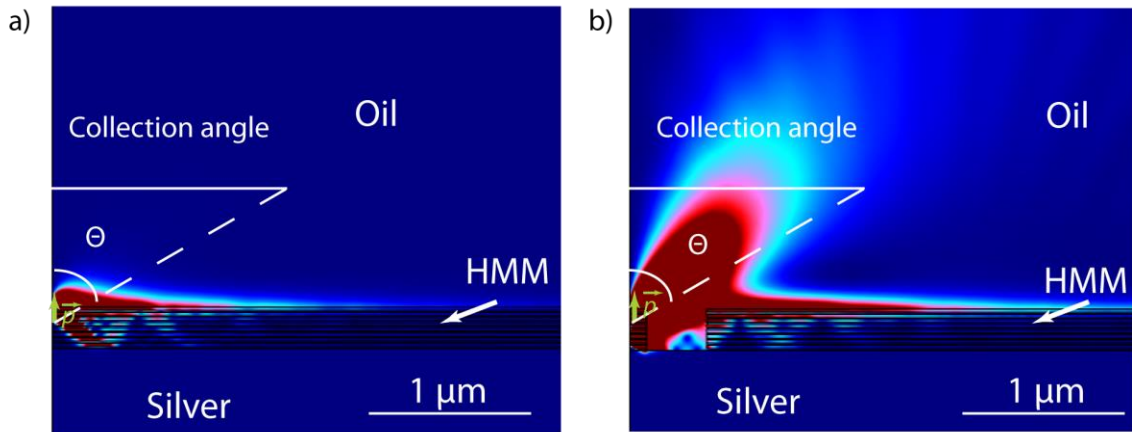 a)
Collection angle
Oil
Θ
p
HMM
Silver
1 μm
b)
Collection angle
Oil
Θ
p
HMM
Silver
1 μm